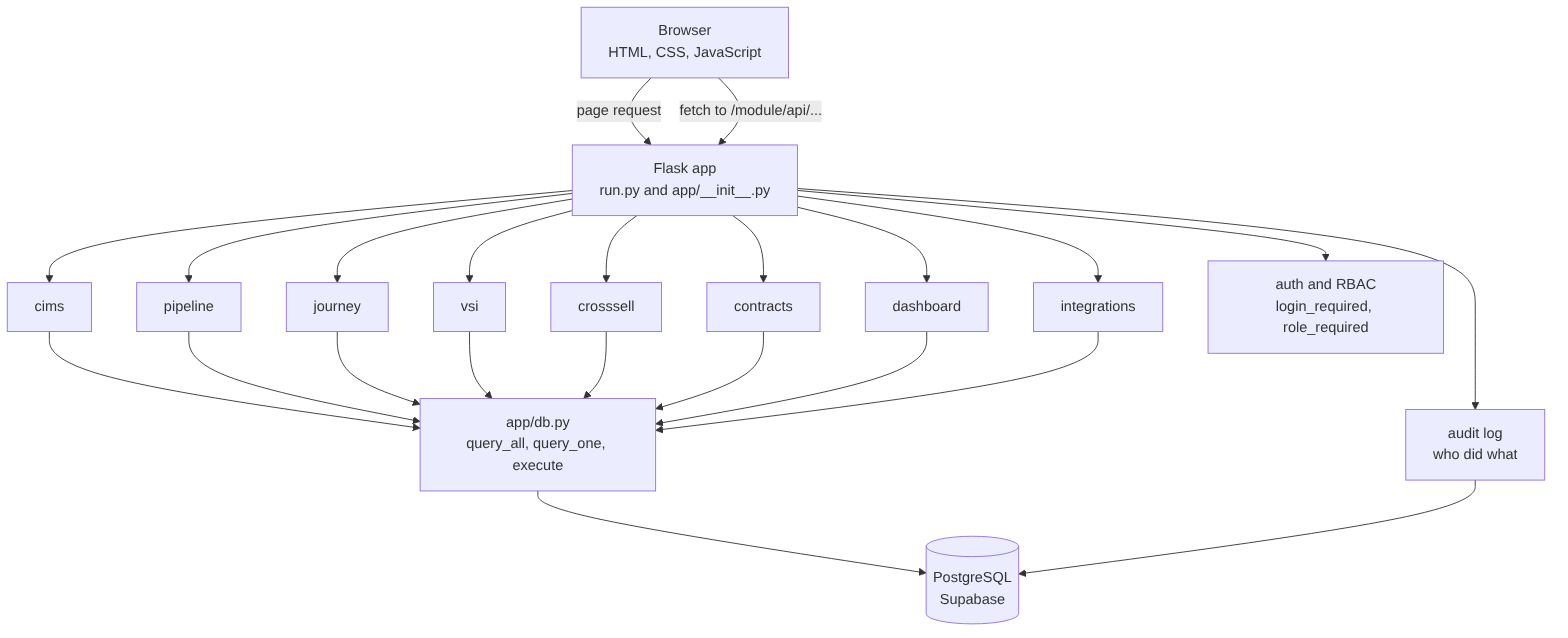 Browser
HTML, CSS, JavaScript
page request
fetch to /module/api/...
Flask app
run.py and app/__init__.py
cims
pipeline
journey
vsi
crosssell
contracts
dashboard
integrations
auth and RBAC
login_required,
role_required
app/db.py
query_all, query_one,
execute
audit log
who did what
PostgreSQL
Supabase